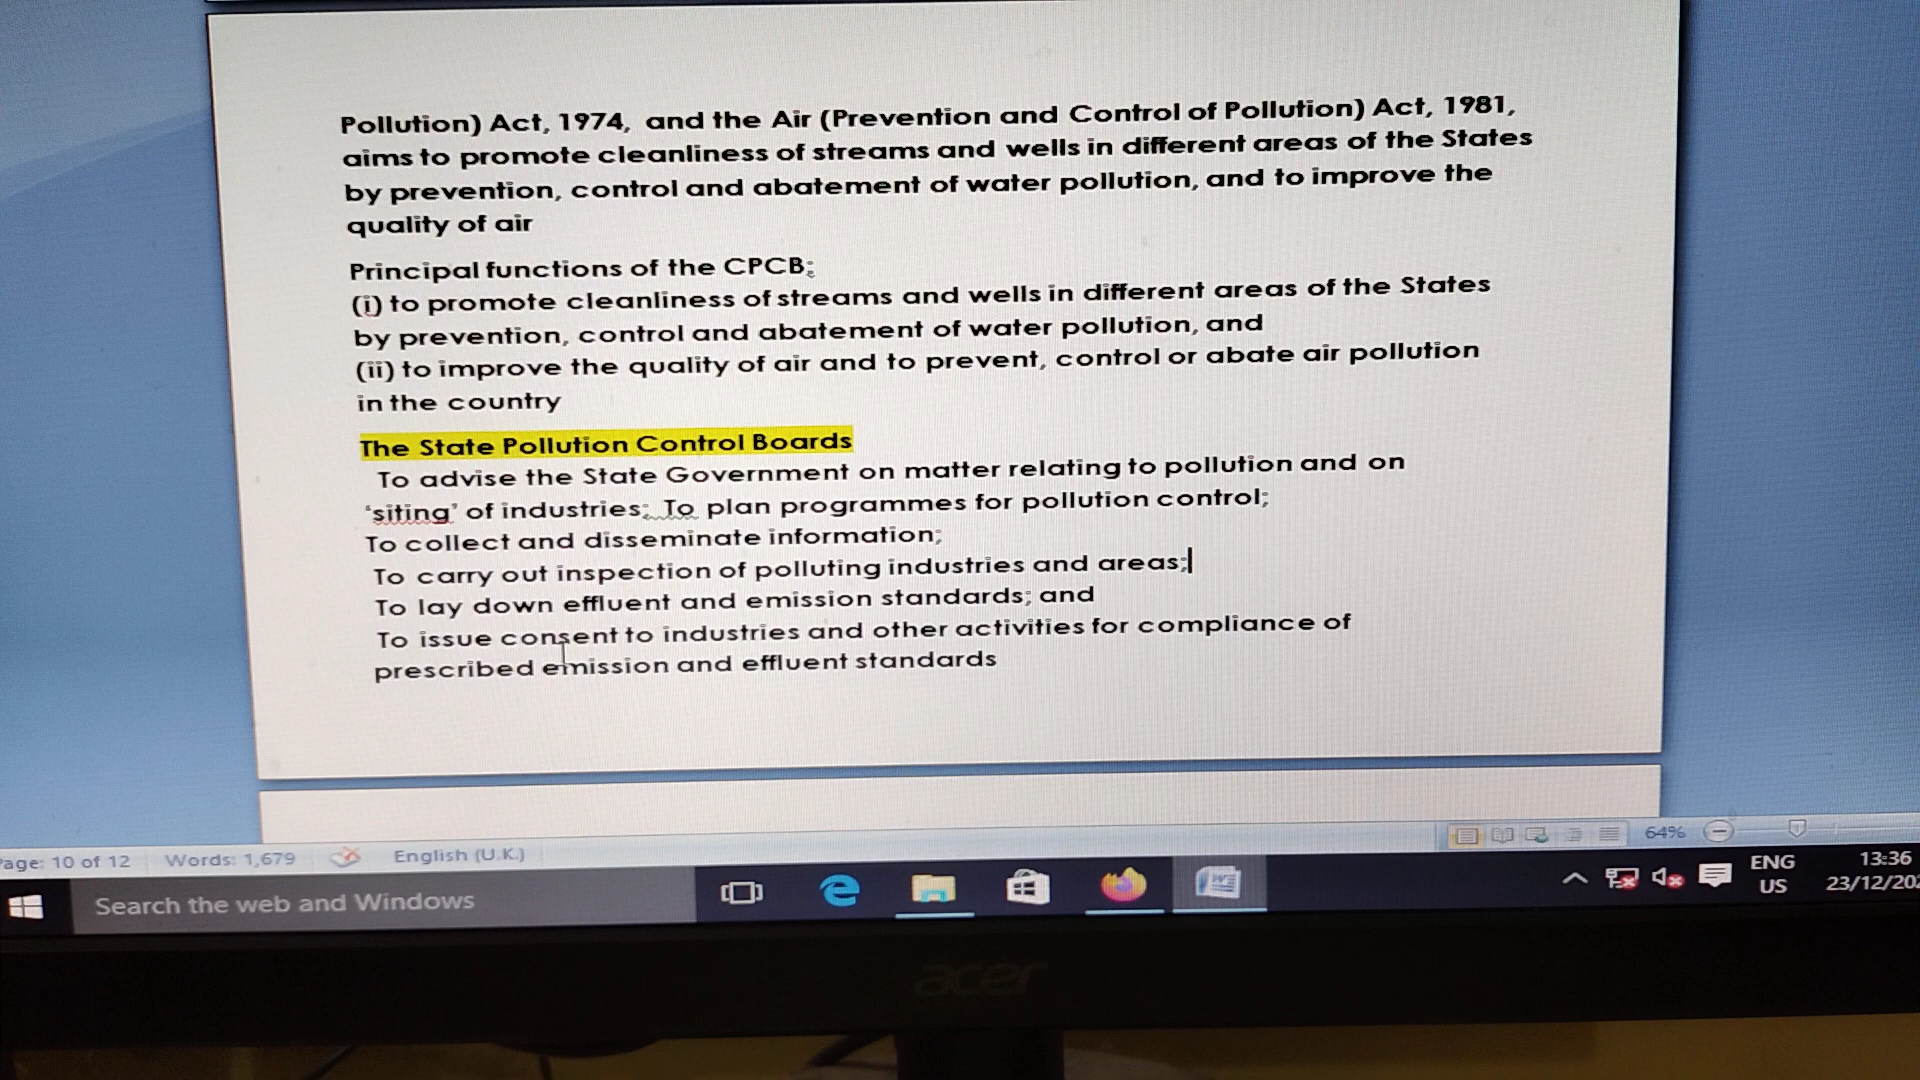 Pollution) Act, 1974, and the Air (Prevention and Control of Pollution) Act, 1981,
aims to promote cleanliness of streams and wells in different areas of the States
by prevention, control and abatement of water pollution, and to improve the
quality of air
Principal functions of the CPCB;
(i) to promote cleanliness of streams and wells in different areas of the States
by prevention, control and abatement of water pollution, and
(ii) to improve the quality of air and to prevent, control or abate air pollution
in the country
The State Pollution Control Boards
To advise the State Government on matter relating to pollution and on
‘siting’ of industries; To plan programmes for pollution control;
To collect and disseminate information;
To carry out inspection of polluting industries and areas;
To lay down effluent and emission standards; and
To issue consent to industries and other activities for compliance of
prescribed emission and effluent standards
Page: 10 of 12 Words: 1,679 English (U.K.) 64%
Search the web and Windows
ENG
US
13:36
23/12/202
acer